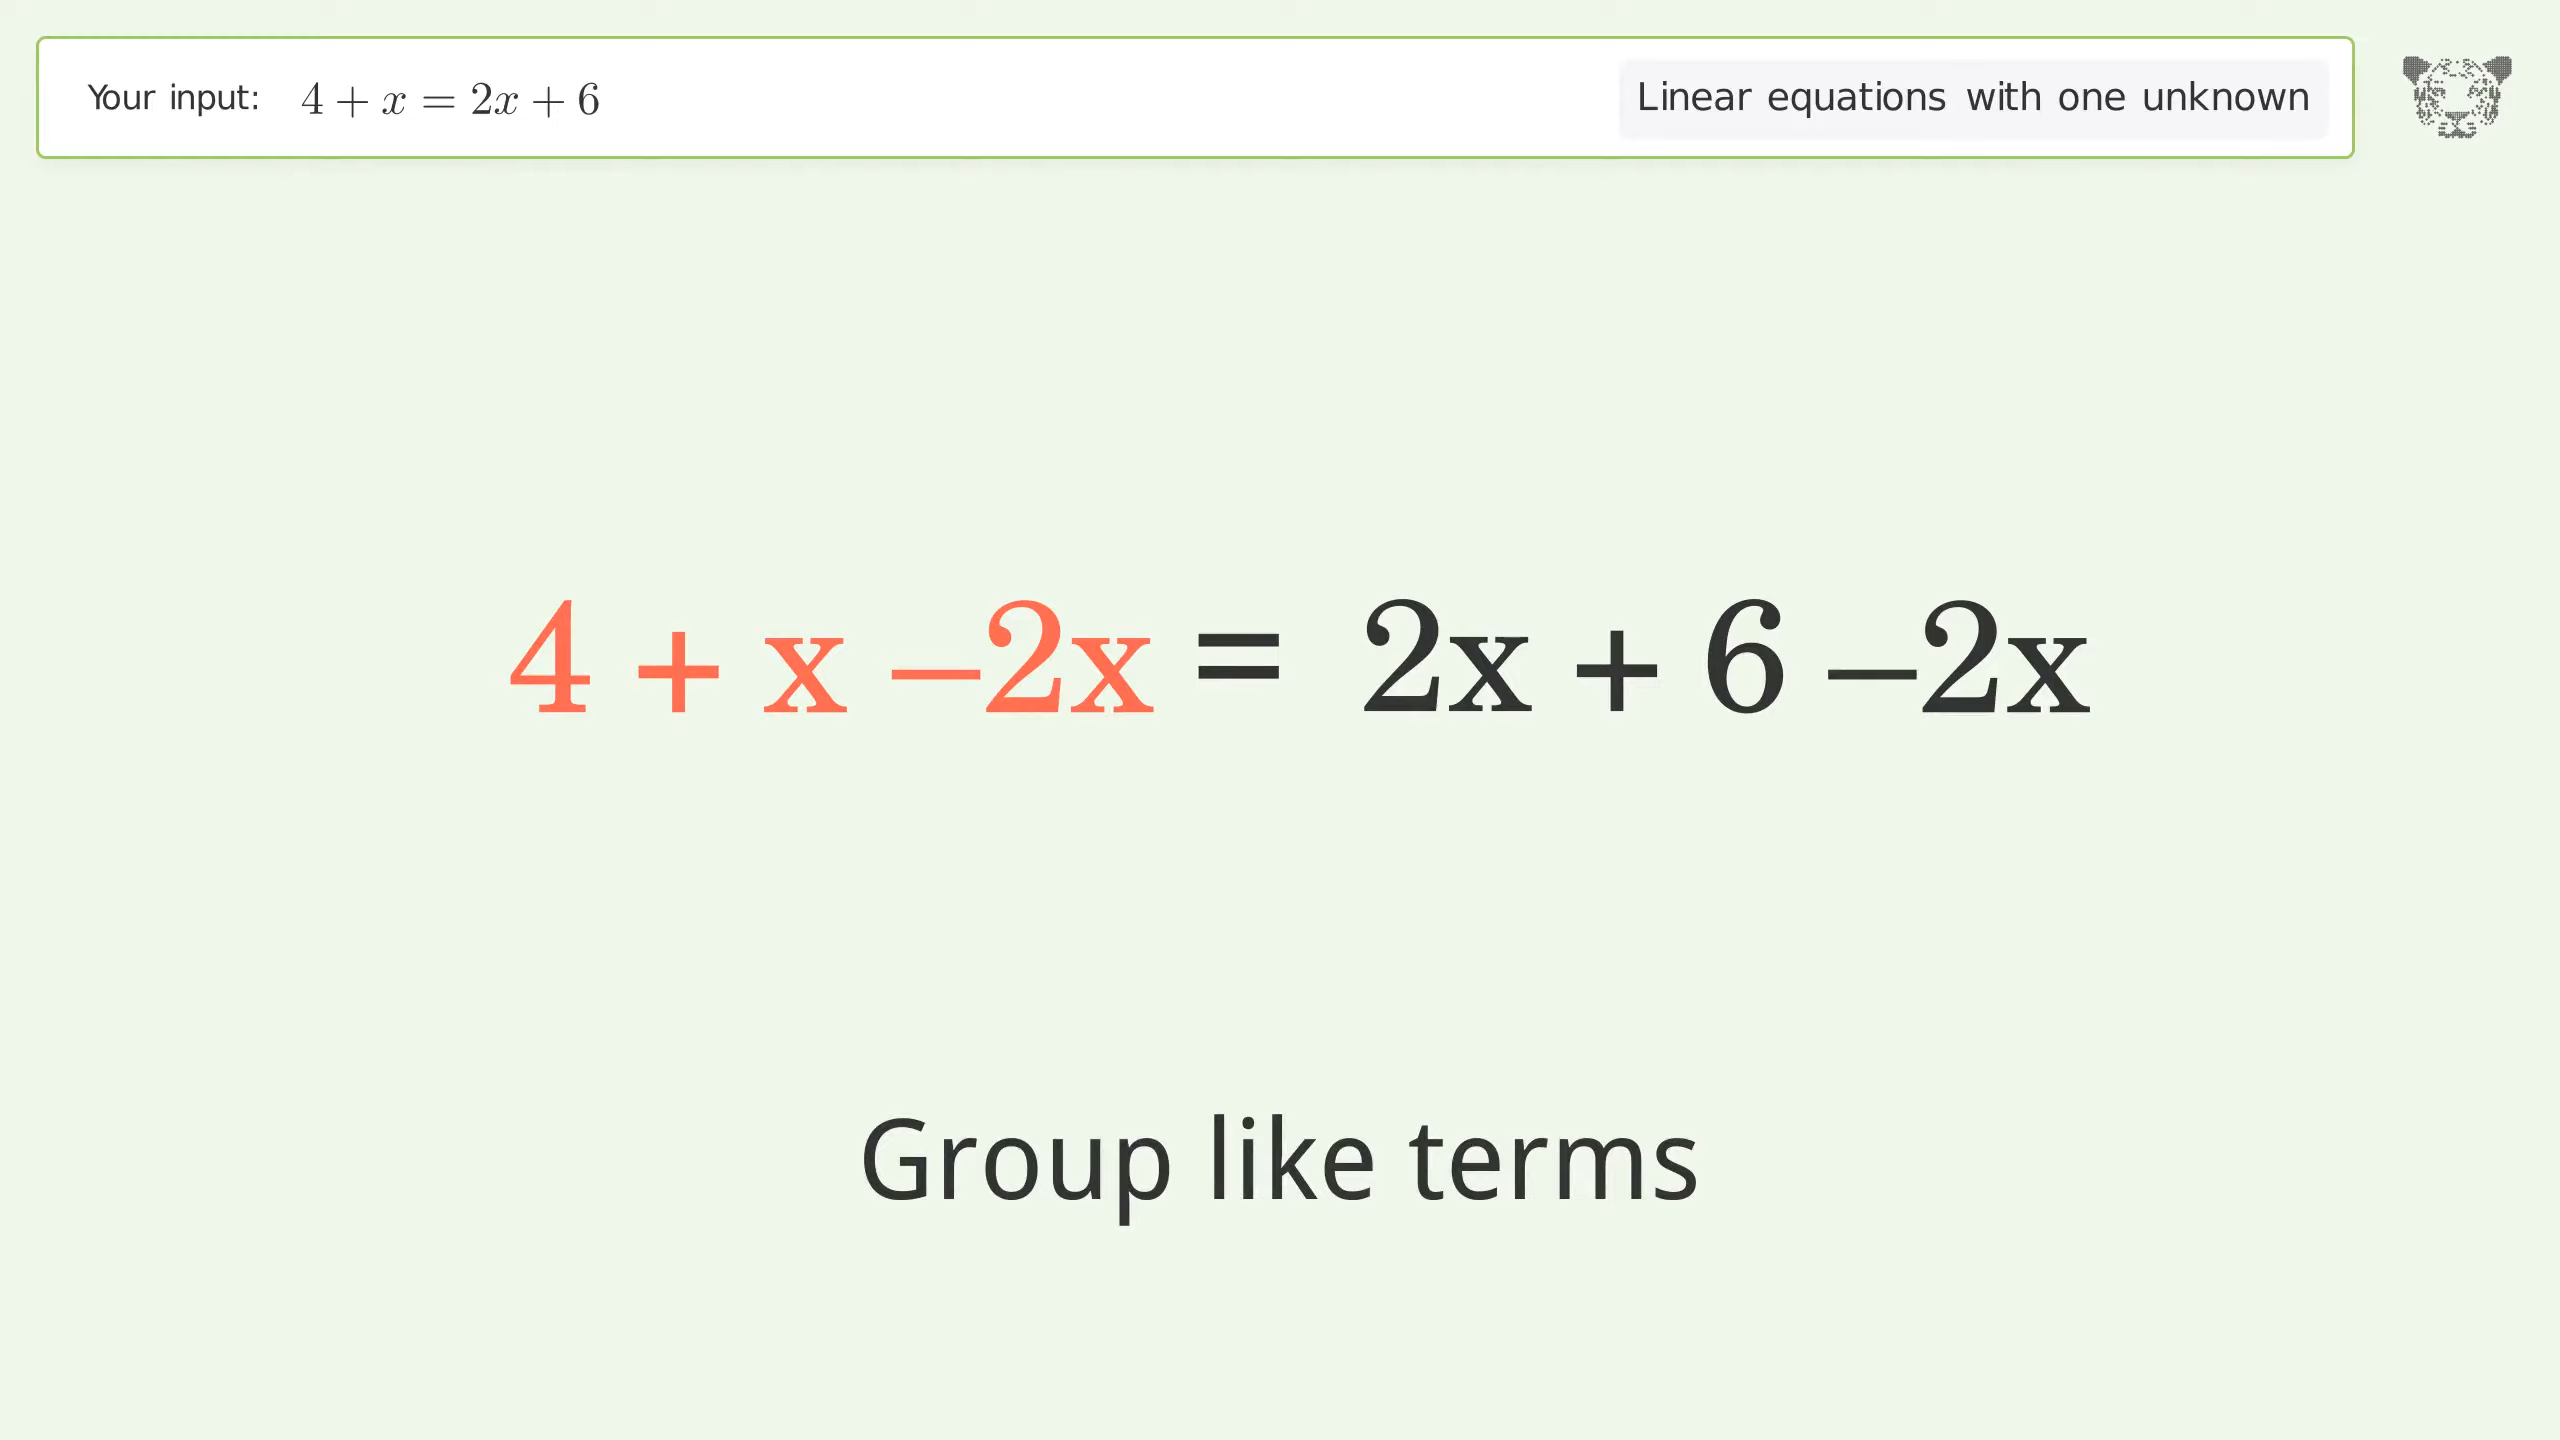 Your input: 4 + x = 2x + 6
Linear equations with one unknown
4 + x –2x = 2x + 6 –2x
Group like terms